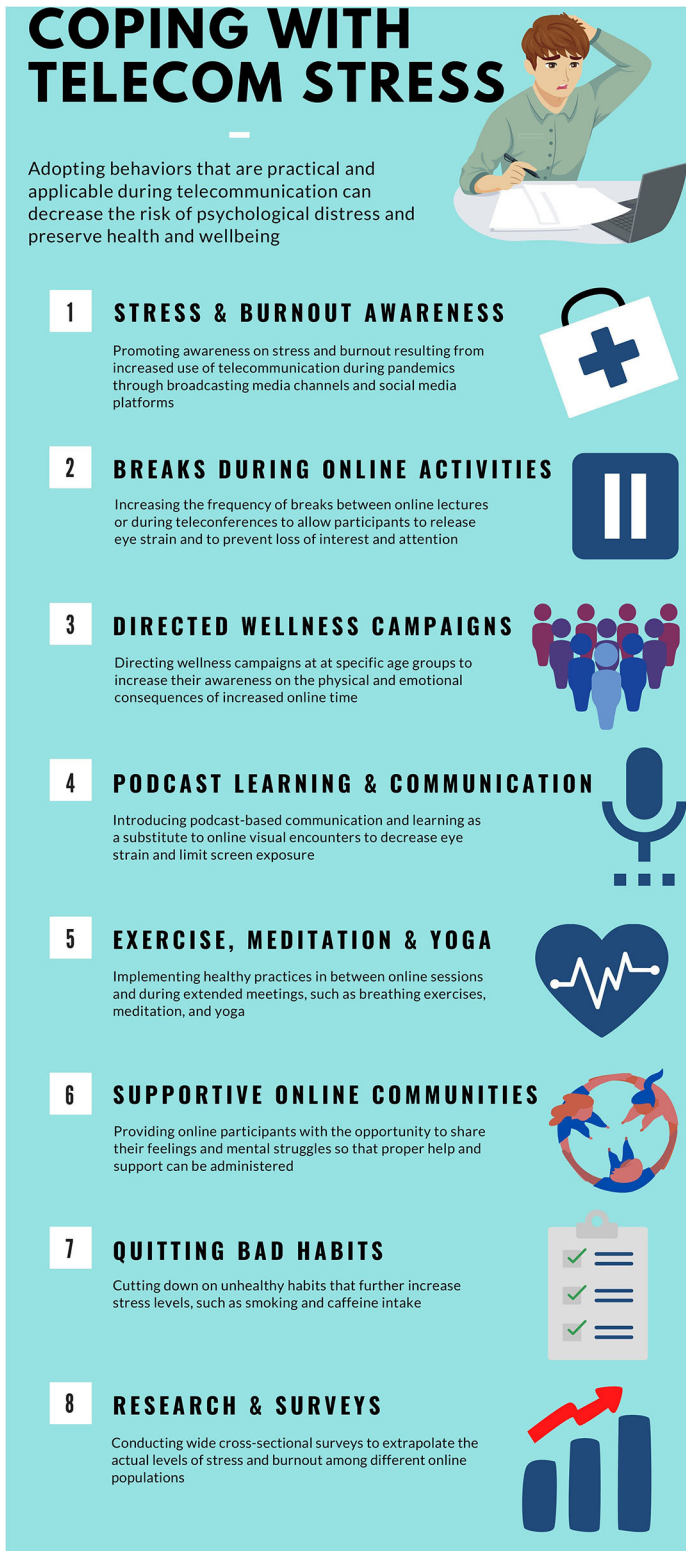 COPING WITH
TELECOM STRESS
Adopting behaviors that are practical and
applicable during telecommunication can
decrease the risk of psychological distress and
preserve health and wellbeing
1
STRESS & BURNOUT AWARENESS
Promoting awareness on stress and burnout resulting from
increased use of telecommunication during pandemics
through broadcasting media channels and social media
platforms
2
BREAKS DURING ONLINE ACTIVITIES
Increasing the frequency of breaks between online lectures
or during teleconferences to allow participants to release
eye strain and to prevent loss of interest and attention
3
DIRECTED WELLNESS CAMPAIGNS
Directing wellness campaigns at at specific age groups to
increase their awareness on the physical and emotional
consequences of increased online time
4
PODCAST LEARNING & COMMUNICATION
Introducing podcast-based communication and learning as
a substitute to online visual encounters to decrease eye
strain and limit screen exposure
5
EXERCISE, MEDITATION & YOGA
Implementing healthy practices in between online sessions
and during extended meetings, such as breathing exercises,
meditation, and yoga
6
SUPPORTIVE ONLINE COMMUNITIES
Providing online participants with the opportunity to share
their feelings and mental struggles so that proper help and
support can be administered
7
QUITTING BAD HABITS
Cutting down on unhealthy habits that further increase
stress levels, such as smoking and caffeine intake
8
RESEARCH & SURVEYS
Conducting wide cross-sectional surveys to extrapolate the
actual levels of stress and burnout among different online
populations